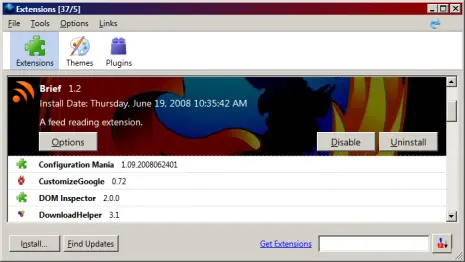 Extensions [37/5]
File Tools Options Links
Extensions Themes Plugins
Brief 1.2
Install Date: Thursday, June 19, 2008 10:35:42 AM
A feed reading extension.
Options Disable Uninstall
Configuration Mania 1.09.2008062401
CustomizeGoogle 0.72
DOM Inspector 2.0.0
DownloadHelper 3.1
Install... Find Updates Get Extensions